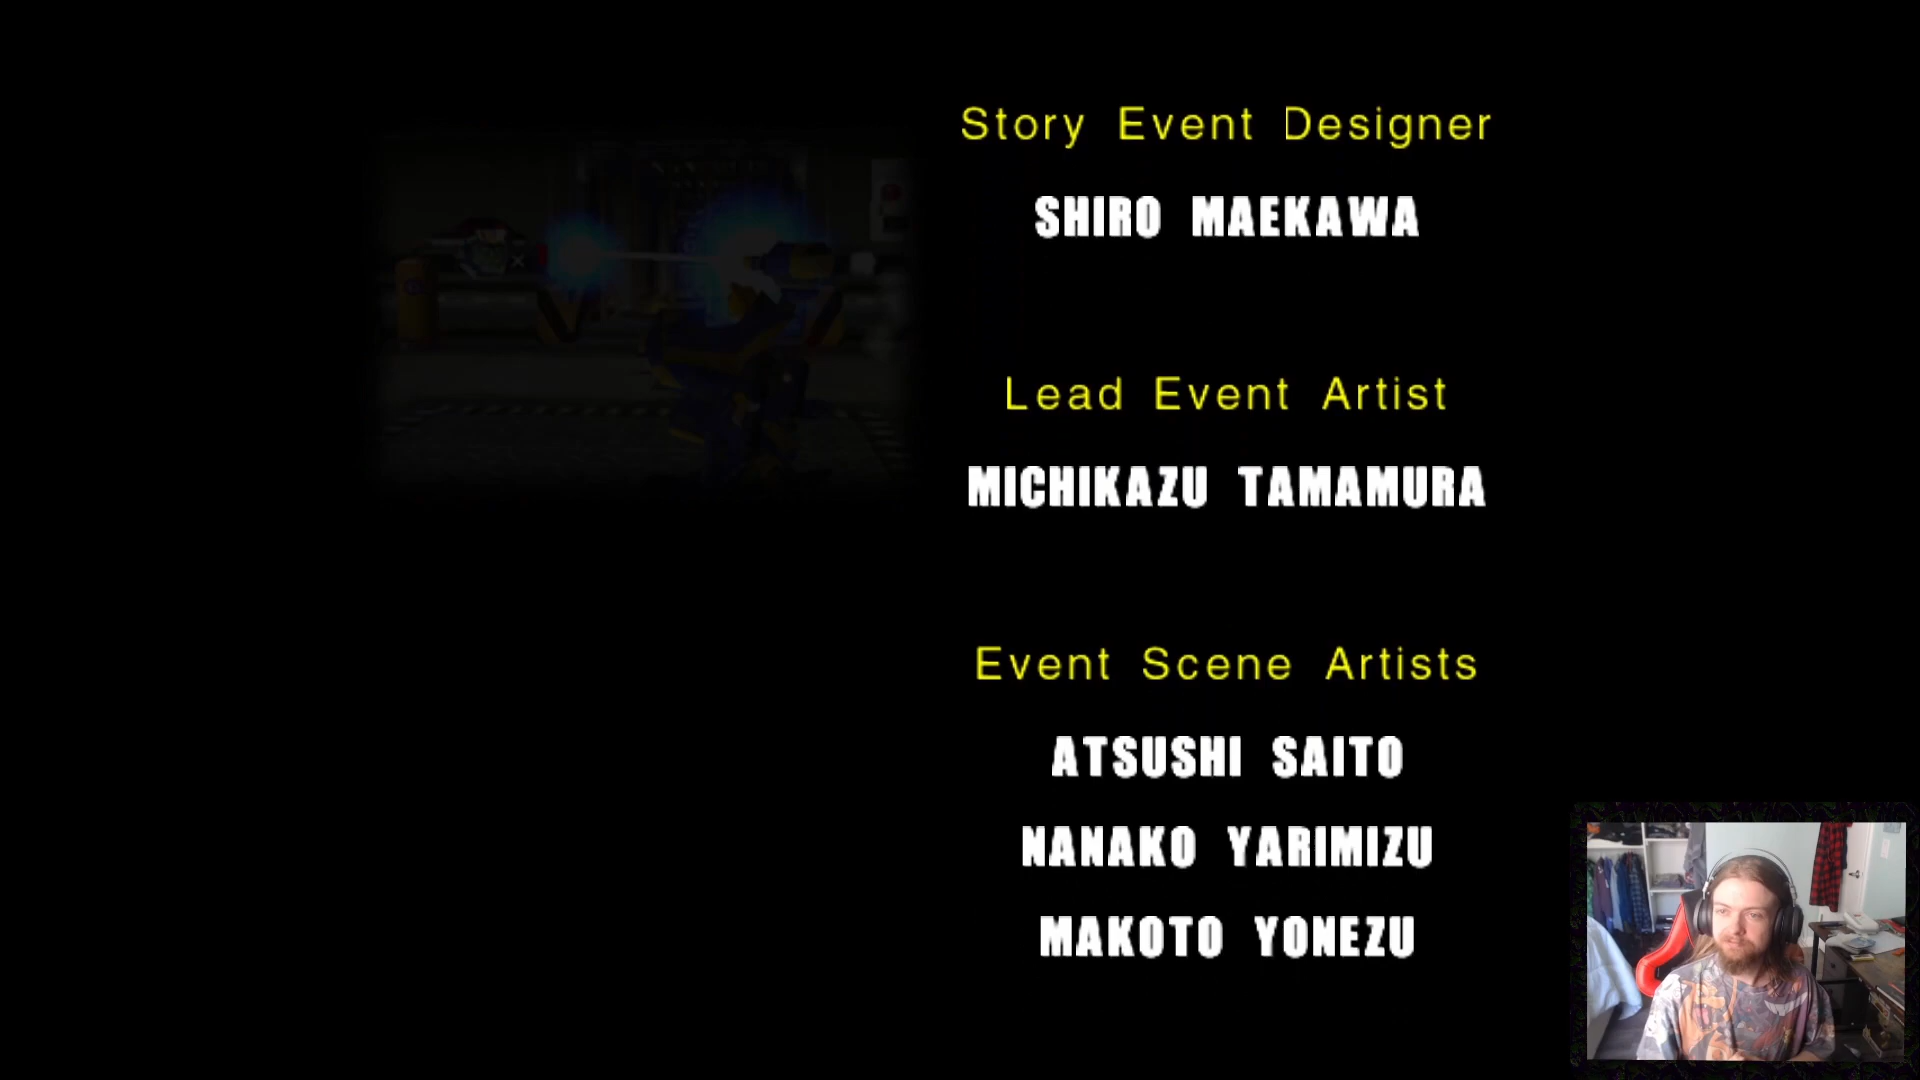 Story Event Designer
SHIRO MAEKAWA
Lead Event Artist
MICHIKAZU TAMAMURA
Event Scene Artists
ATSUSHI SAITO
NANAKO YARIMIZU
MAKOTO YONEZU